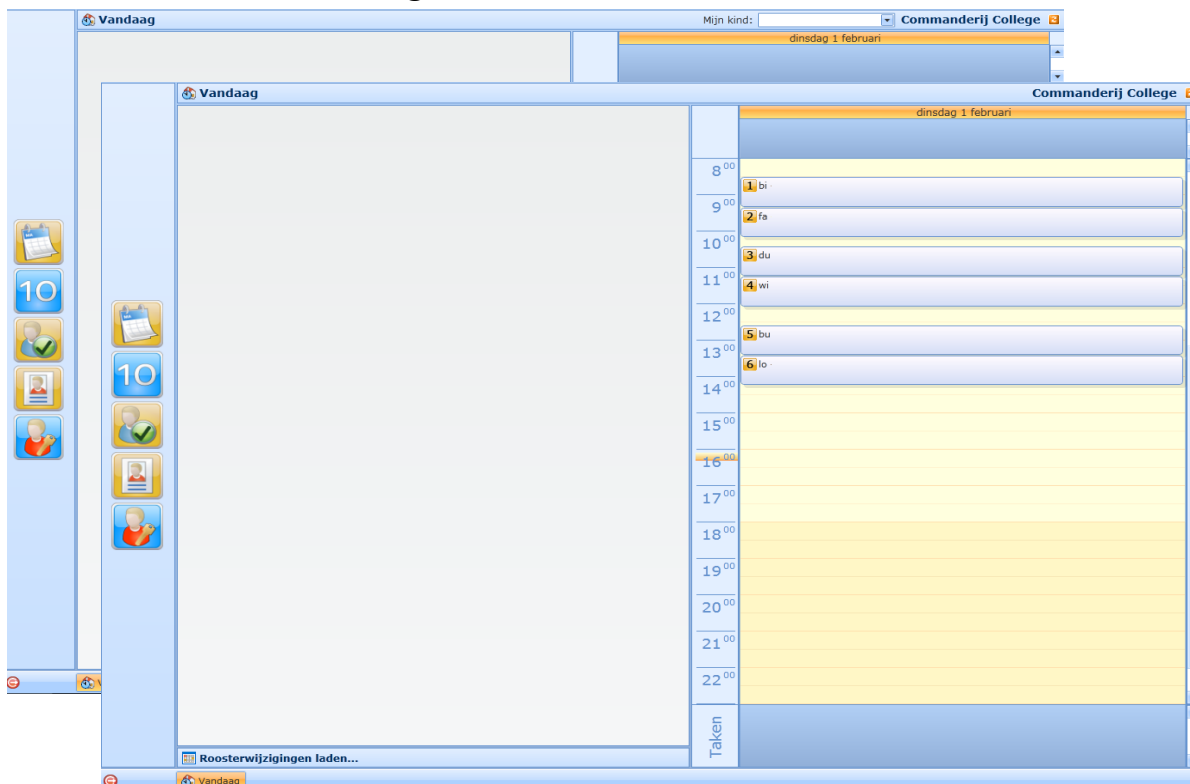 Vandaag
Mijn kind:
Commanderij College
dinsdag 1 februari
10
Vandaag
Commanderij College
dinsdag 1 februari
8 00
1 bi
9 00
2 fa
10 00
3 du
11 00
4 wi
12 00
5 bu
13 00
6 lo
14 00
15 00
16 00
17 00
18 00
19 00
20 00
21 00
22 00
10
Taken
Roosterwijzigingen laden...
Vandaag